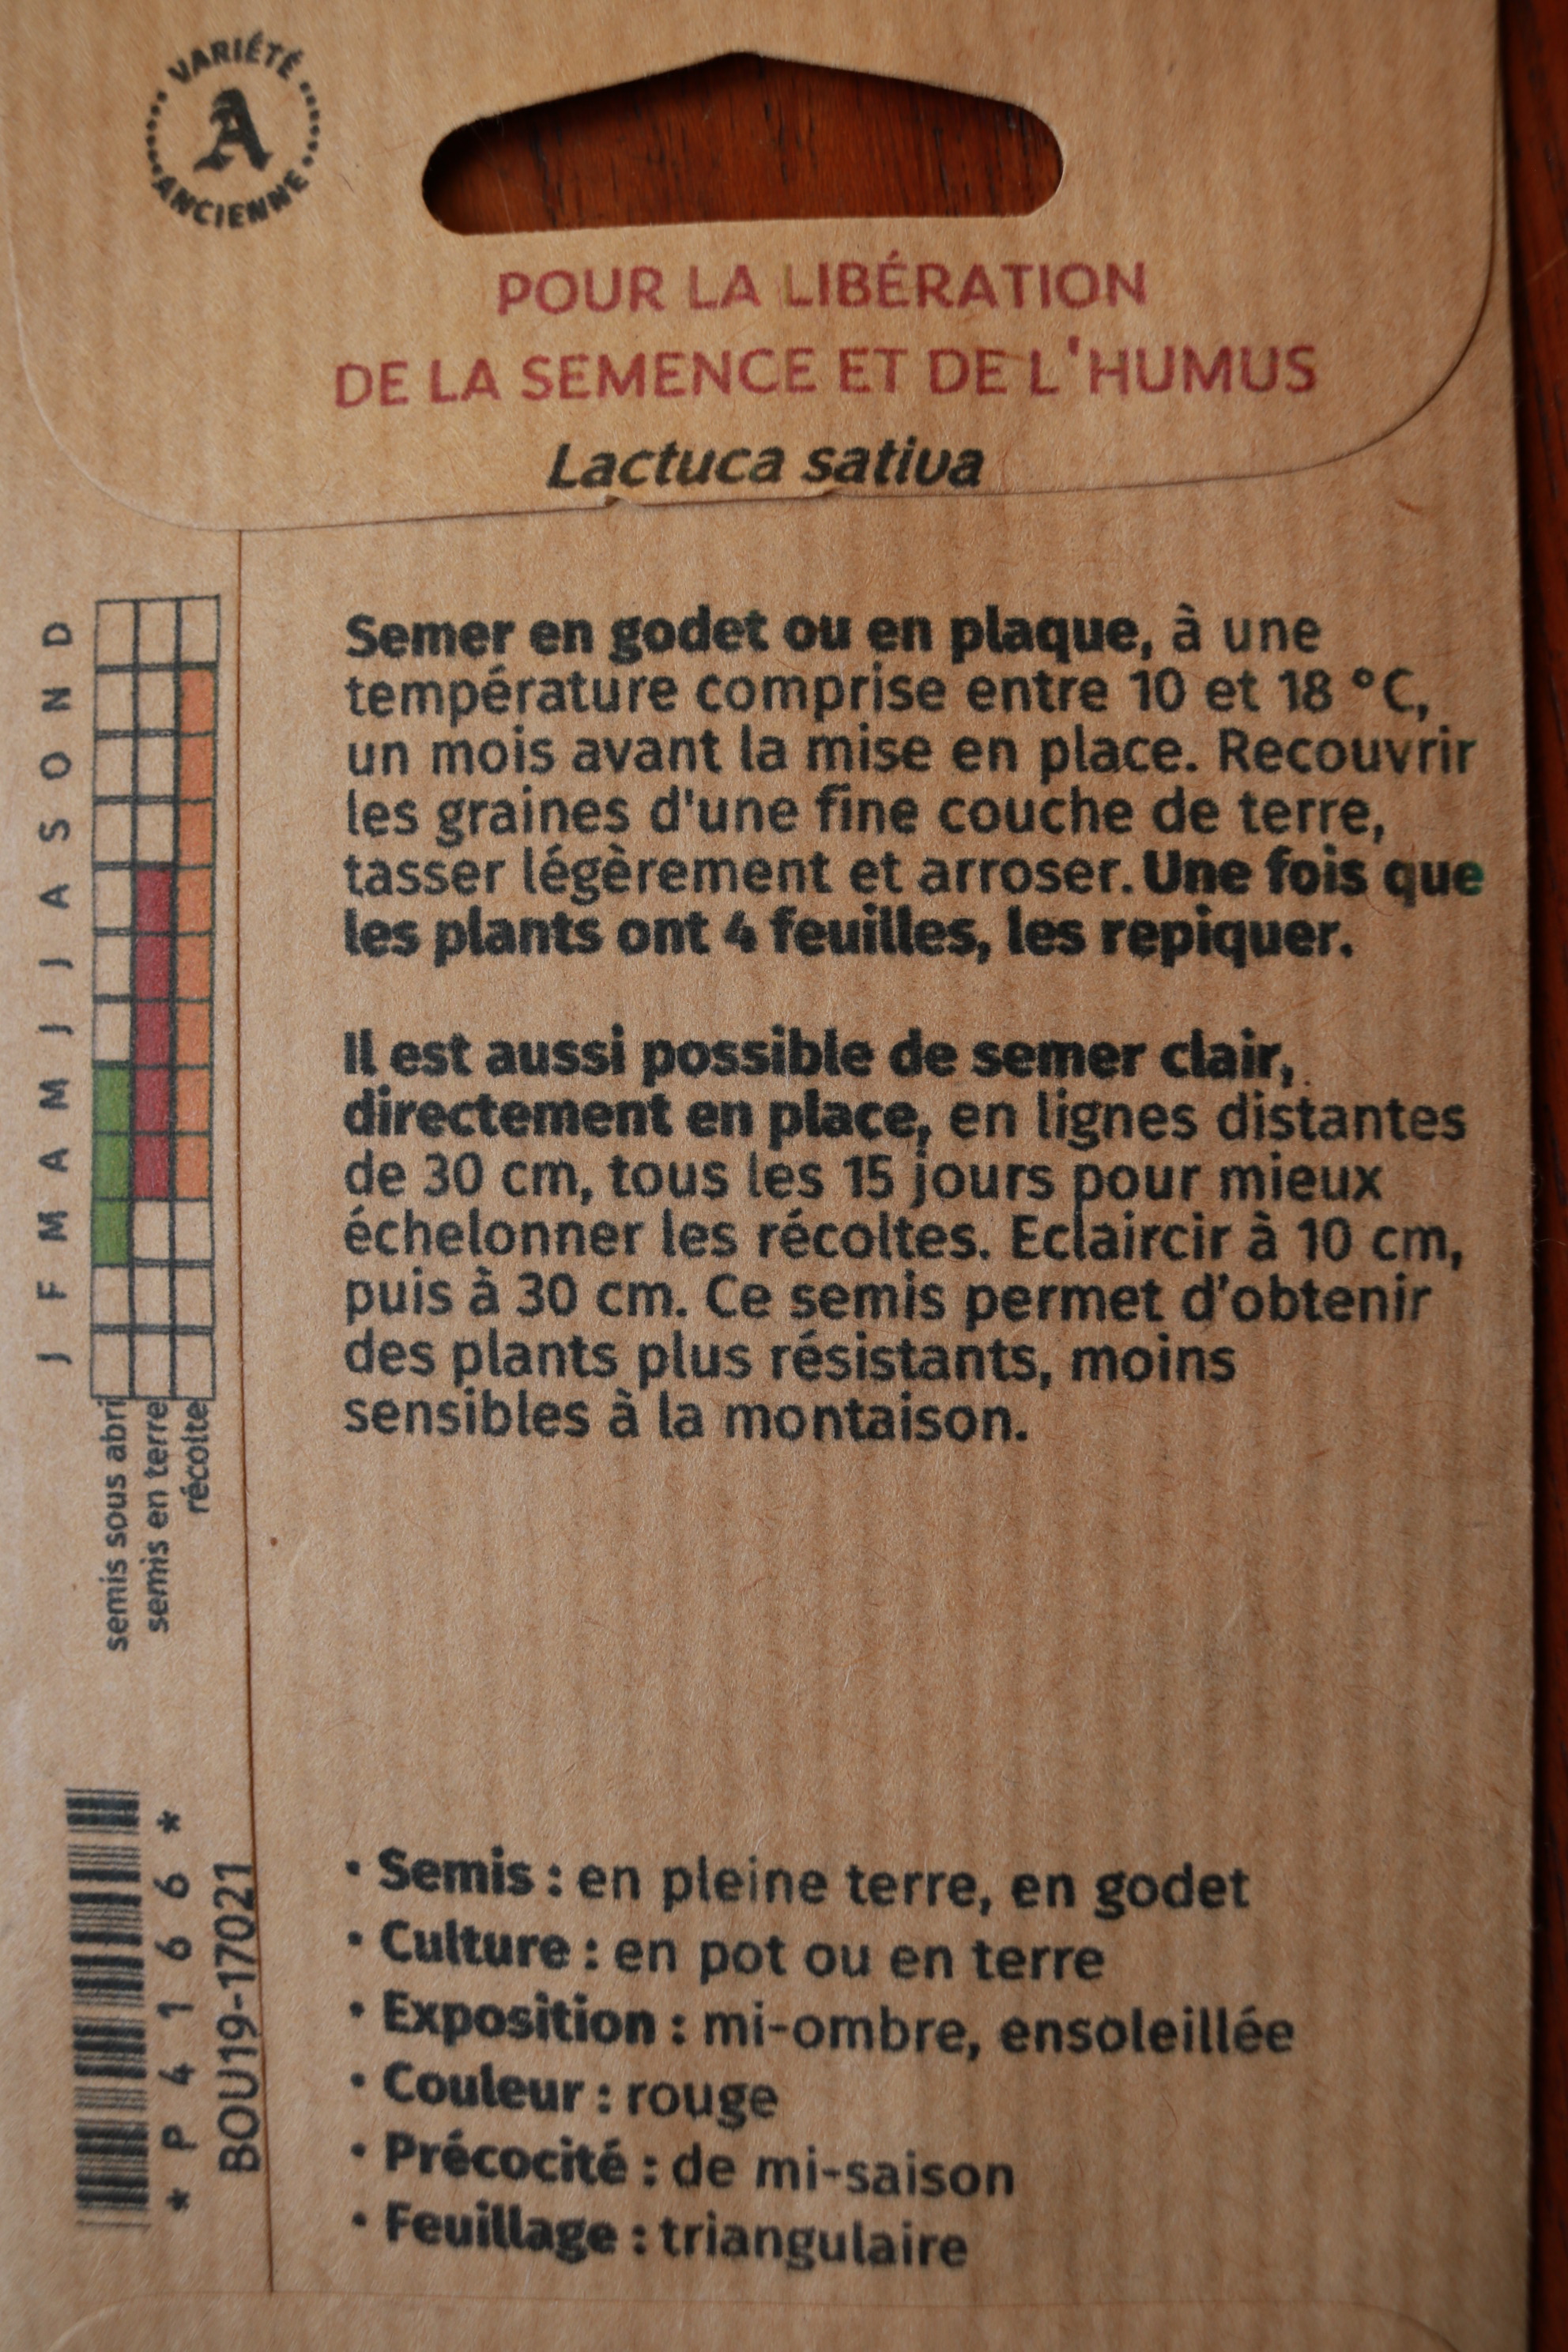 VARIÉTÉ
A
ANCIENNE
POUR LA LIBÉRATION
DE LA SEMENCE ET DE L'HUMUS
Lactuca sativa
Semer en godet ou en plaque, à une
température comprise entre 10 et 18 °C,
un mois avant la mise en place. Recouvrir
les graines d'une fine couche de terre,
tasser légèrement et arroser. Une fois que
les plants ont 4 feuilles, les repiquer.
Il est aussi possible de semer clair,
directement en place, en lignes distantes
de 30 cm, tous les 15 jours pour mieux
échelonner les récoltes. Eclaircir à 10 cm,
puis à 30 cm. Ce semis permet d'obtenir
des plants plus résistants, moins
sensibles à la montaison.
J F M A M J J A S O N D
semis sous abri
semis en terre
récolte
* P 4 1 6 6 *
BOU19-17021
• Semis : en pleine terre, en godet
• Culture : en pot ou en terre
• Exposition : mi-ombre, ensoleillée
• Couleur : rouge
• Précocité : de mi-saison
• Feuillage : triangulaire